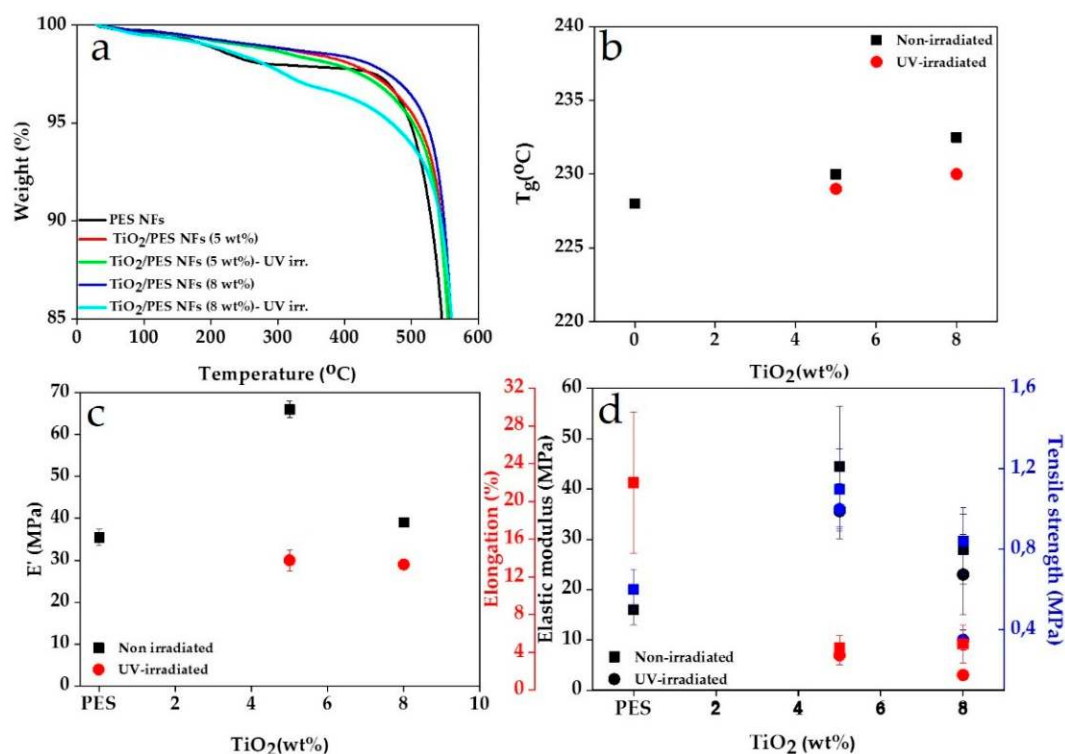 a
100
95
90
85
Weight (%)
PES NFs
TiO2/PES NFs (5 wt%)
TiO2/PES NFs (5 wt%)- UV irr.
TiO2/PES NFs (8 wt%)
TiO2/PES NFs (8 wt%)- UV irr.
0 100 200 300 400 500 600
Temperature (OC)
b
240
235
230
225
220
Tg(OC)
Non-irradiated
UV-irradiated
0 2 4 6 8
TiO2(wt%)
c
70
60
50
40
30
20
10
0
E' (MPa)
Non irradiated
UV-irradiated
PES 2 4 6 8 10
TiO2(wt%)
32
28
24
20
16
12
8
4
0
Elongation (%)
d
60
50
40
30
20
10
0
Elastic modulus (MPa)
Non-irradiated
UV-irradiated
PES 2 4 6 8
TiO2 (wt%)
1,6
1,2
0,8
0,4
Tensile strength (MPa)